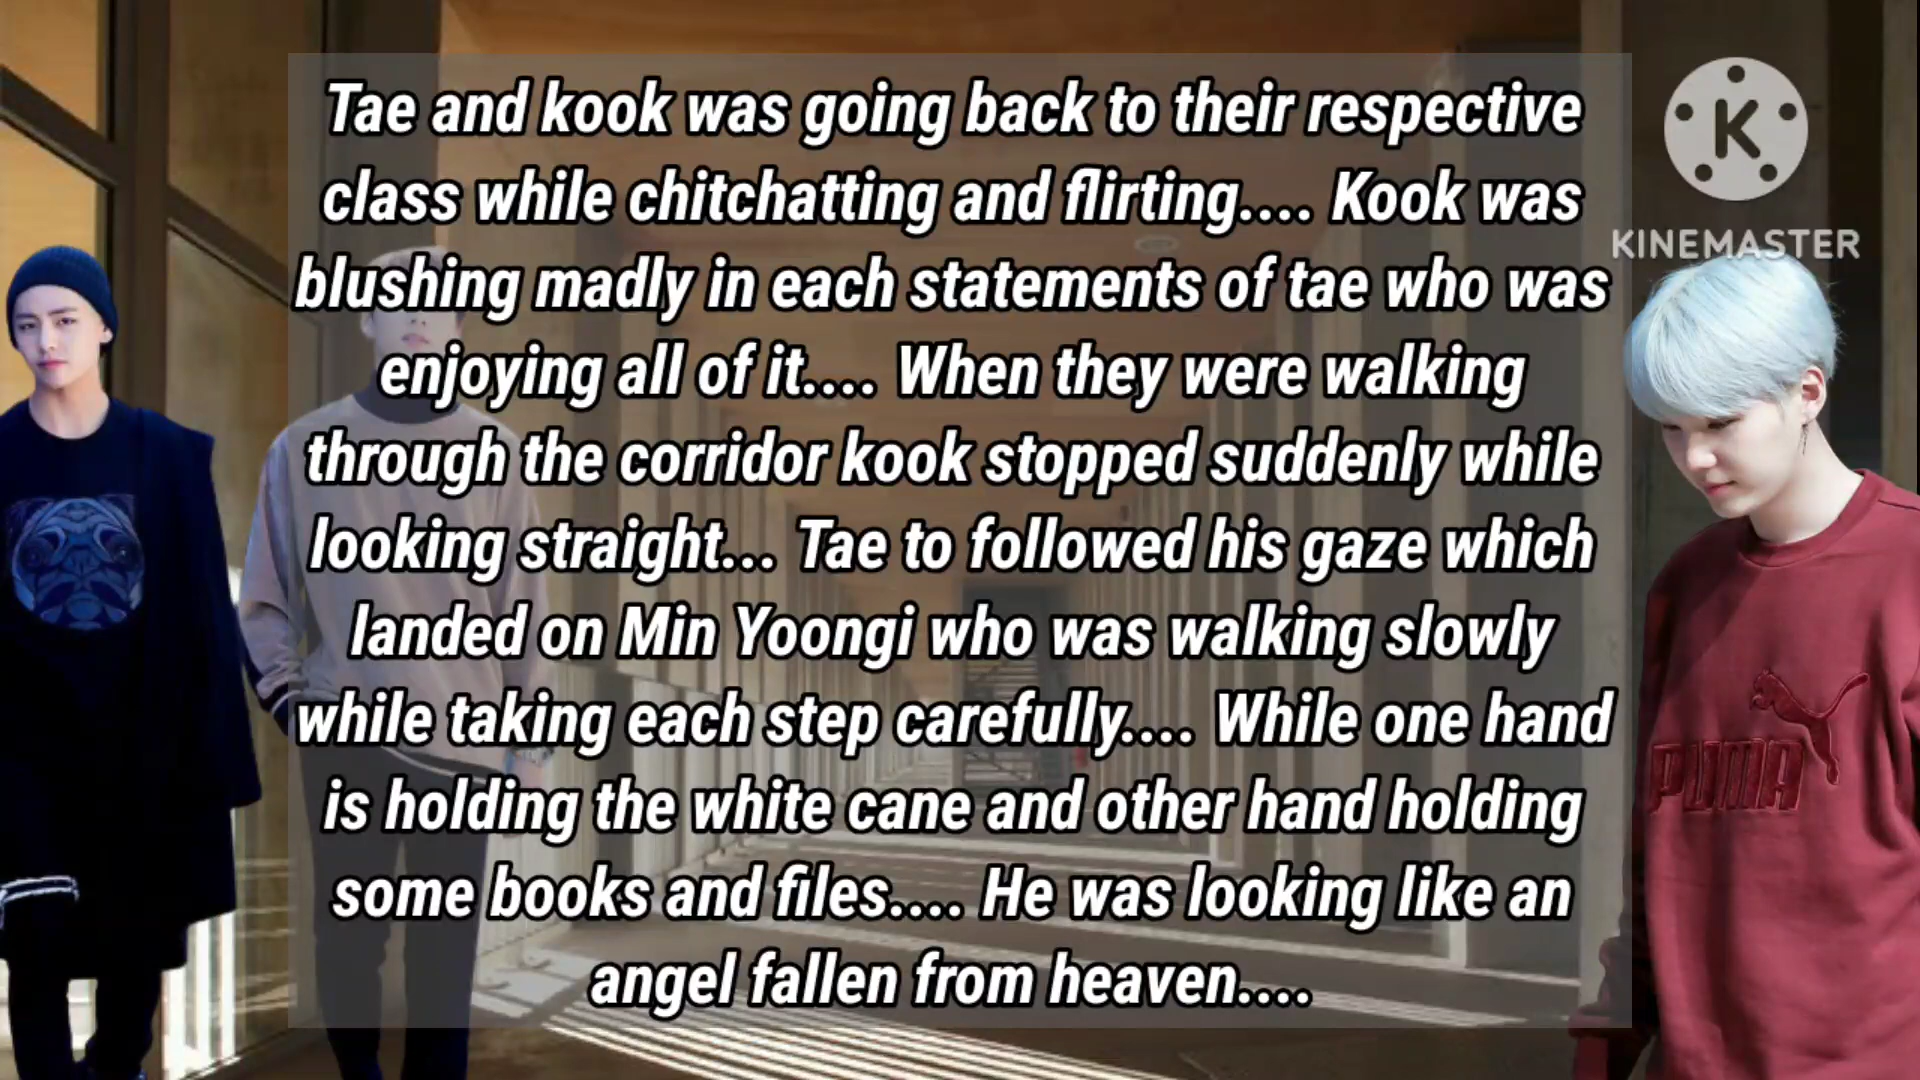 Tae and kook was going back to their respective
class while chitchatting and flirting.... Kook was
blushing madly in each statements of tae who was
enjoying all of it.... When they were walking
through the corridor kook stopped suddenly while
looking straight... Tae to followed his gaze which
landed on Min Yoongi who was walking slowly
while taking each step carefully.... While one hand
is holding the white cane and other hand holding
some books and files.... He was looking like an
angel fallen from heaven....
K
KINEMASTER
PUMA